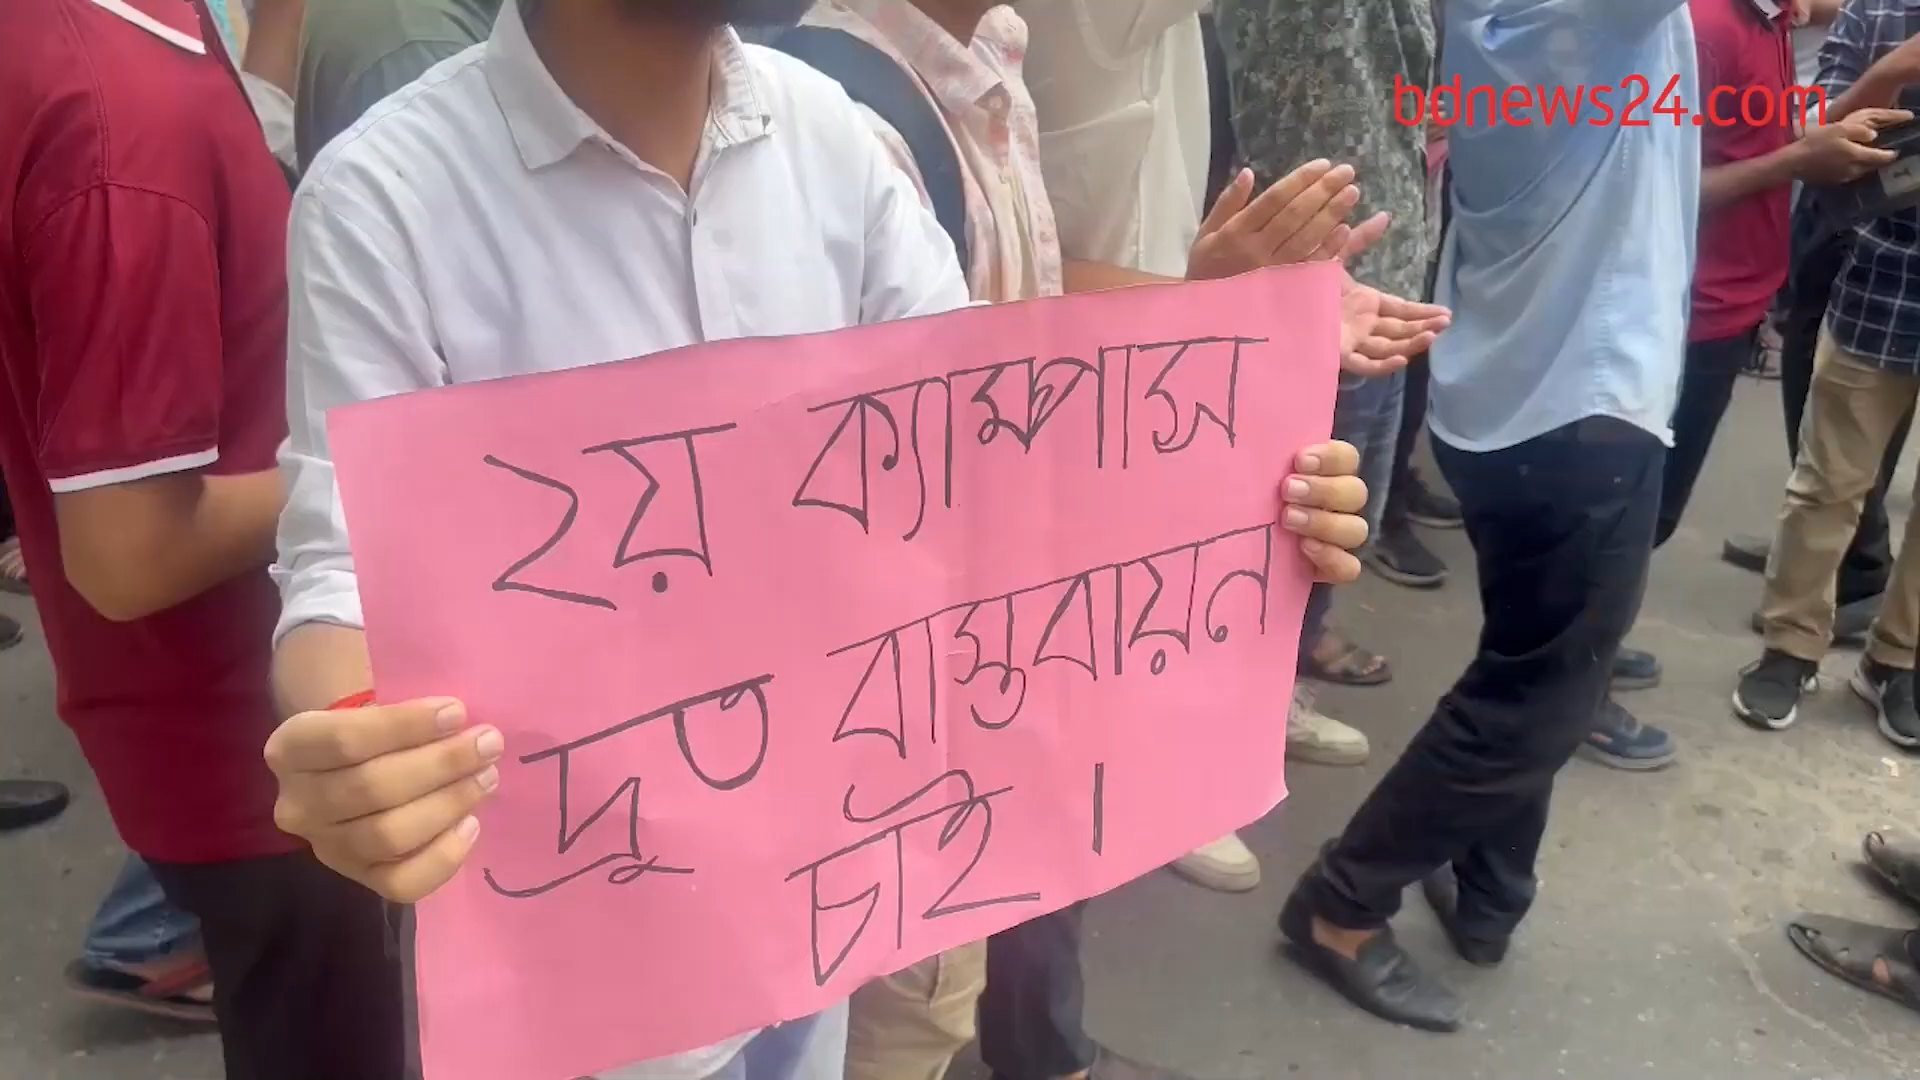 bdnews24.com
২য় ক্যাম্পাস
দ্রুত বাস্তবায়ন
চাই ।